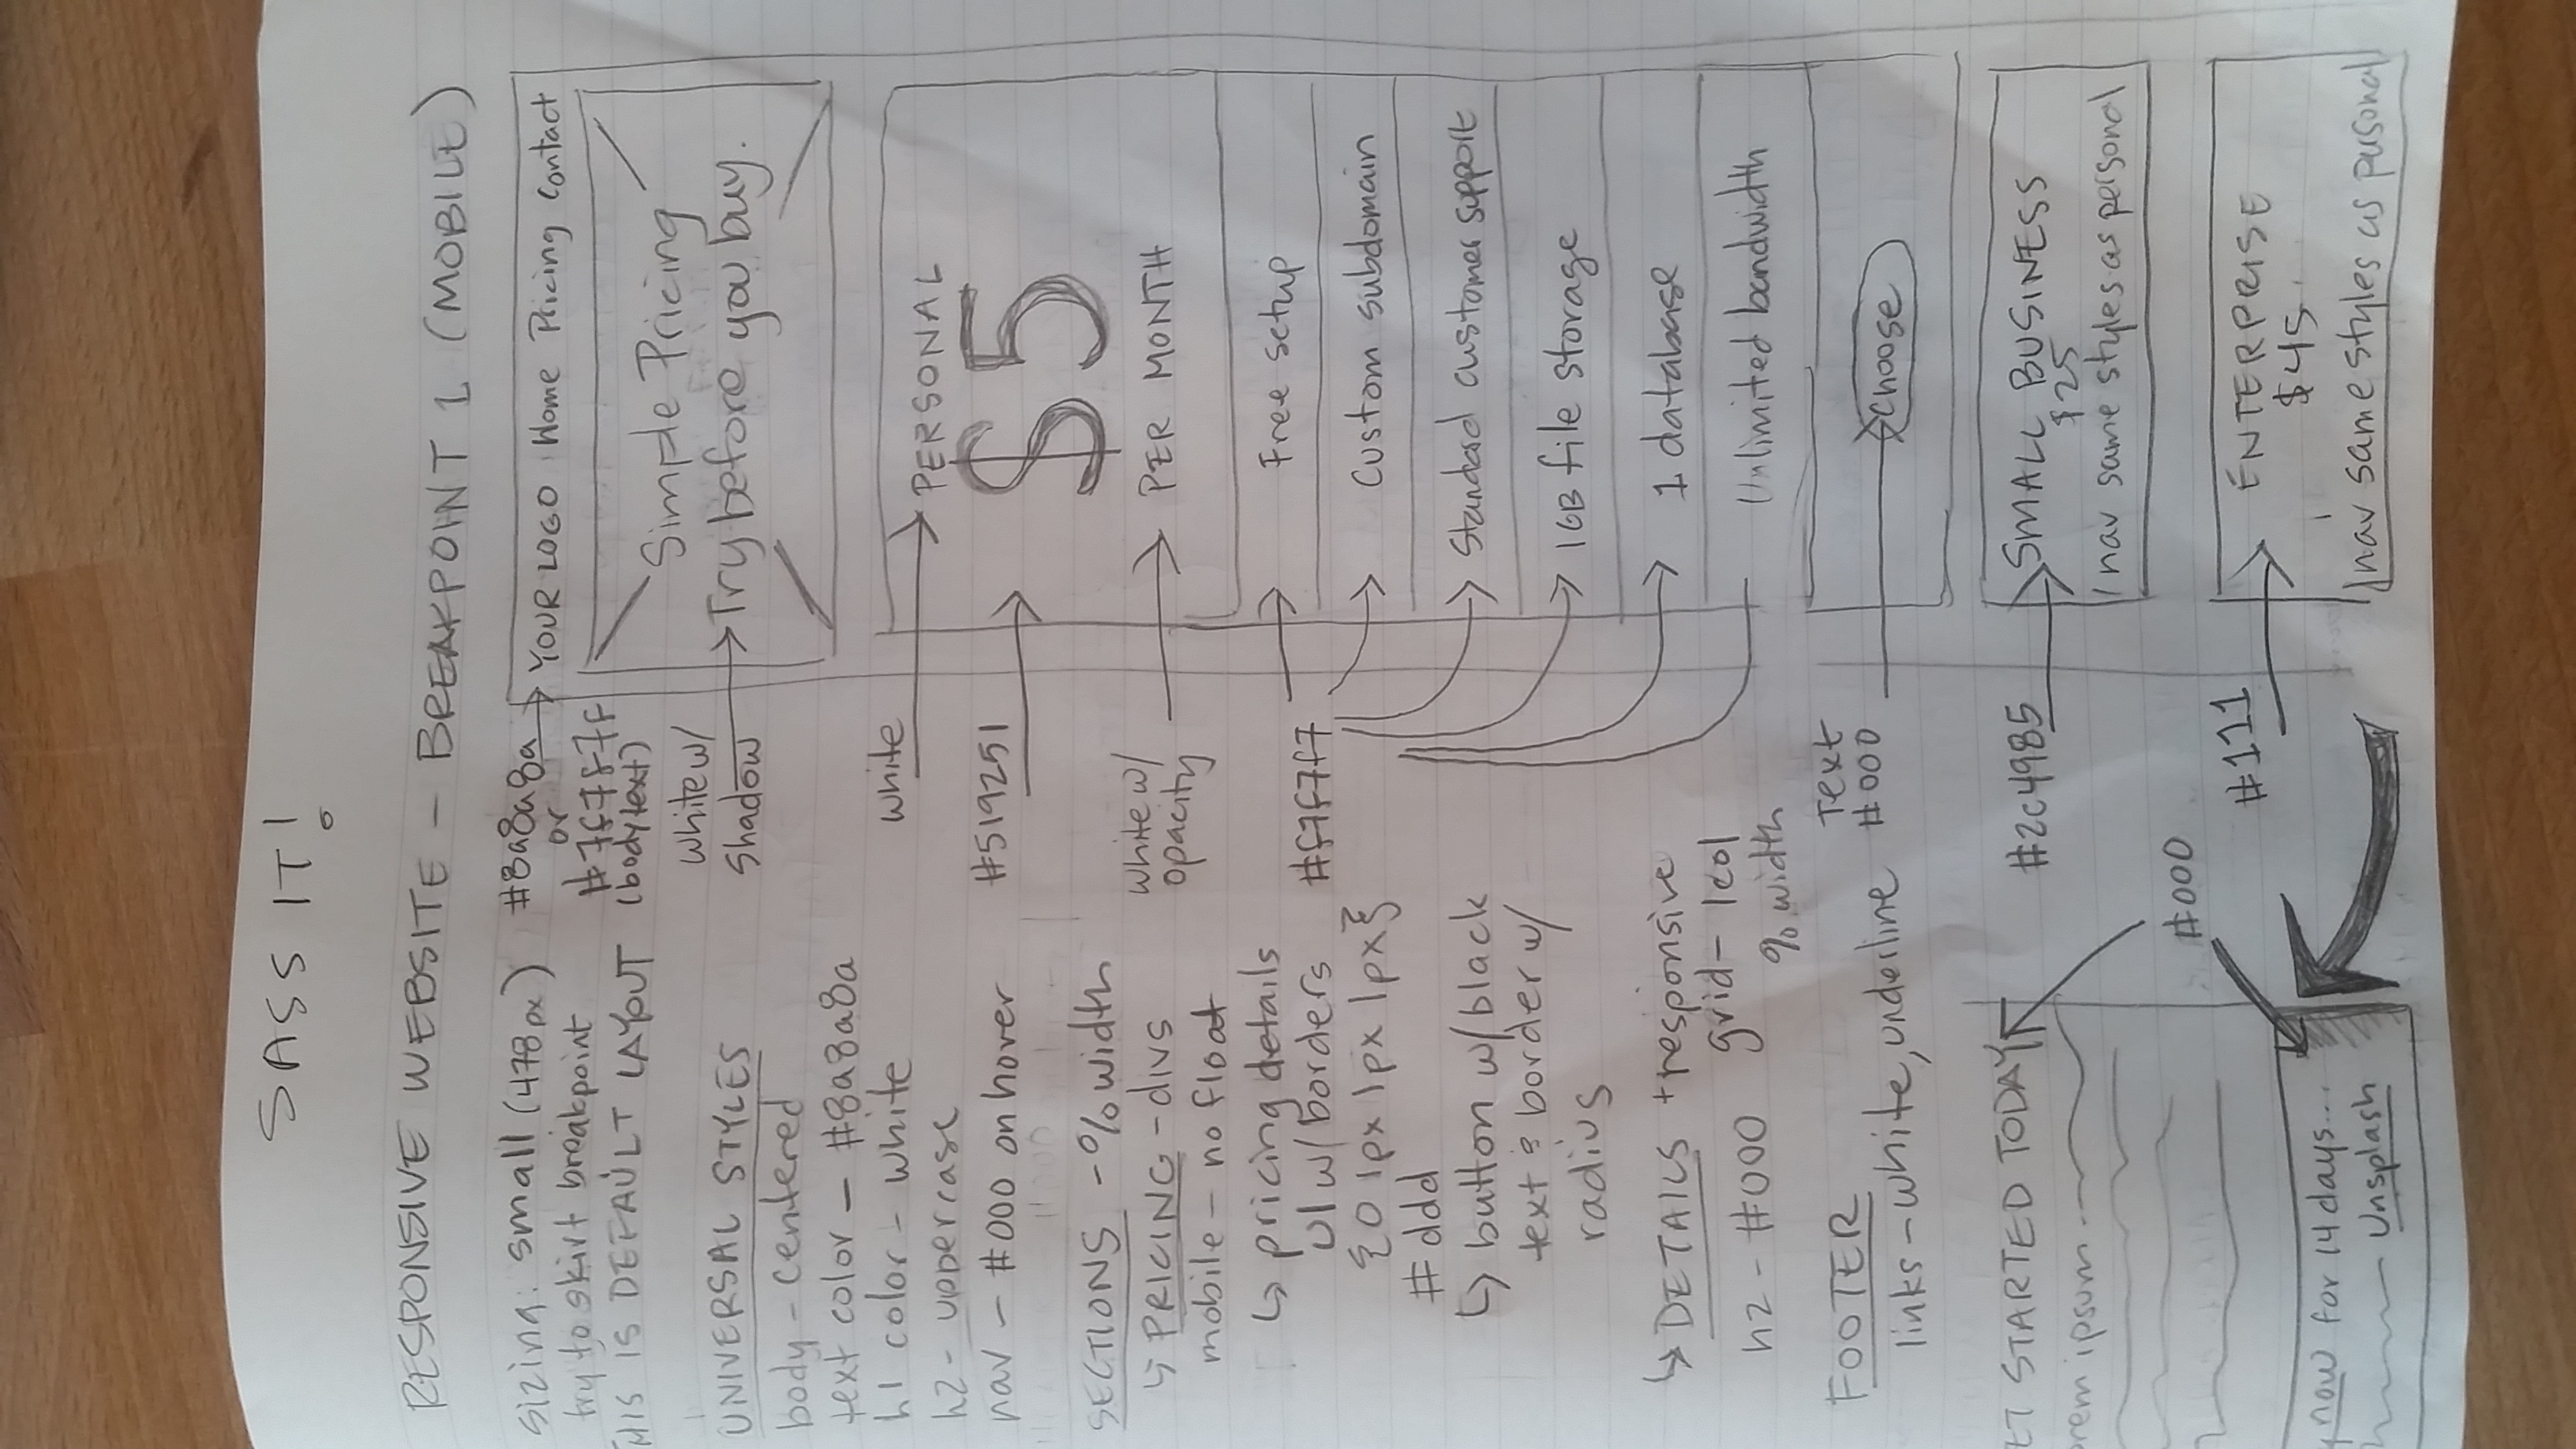 SASS IT!
RESPONSIVE WEBSITE – BREAKPOINT 1 (MOBILE)
sizing: small (478px)
try to skirt breakpoint
THIS IS DEFAULT LAYOUT
UNIVERSAL STYLES
body - centered
text color - #8a8a8a
h1 color - white
h2 - uppercase
nav - #000 on hover
SECTIONS - % width
↳ PRICING - divs
mobile - no float
↳ pricing details
ul w/ borders
{0 1px 1px 1px}
#ddd
↳ button w/ black
text & border w/
radius
↳ DETAILS + responsive
grid - 1col
% width
h2 - #000
FOOTER
links - white, underline
#8a8a8a
or
#7f7f7f
(body text)
white w/
shadow
white
#519251
white w/
opacity
#f7f7f7
Text
#000
#2c4985
#000
#111
YOUR LOGO Home Pricing Contact
Simple Pricing
Try before you buy.
PERSONAL
$5
PER MONTH
Free setup
Custom subdomain
Standard customer support
1GB file storage
1 database
Unlimited bandwidth
Choose
SMALL BUSINESS
$25
nav same styles as personal
ENTERPRISE
$45
nav same styles as pusonal
ET STARTED TODAY
orem ipsum
now for 14 days...
Unsplash